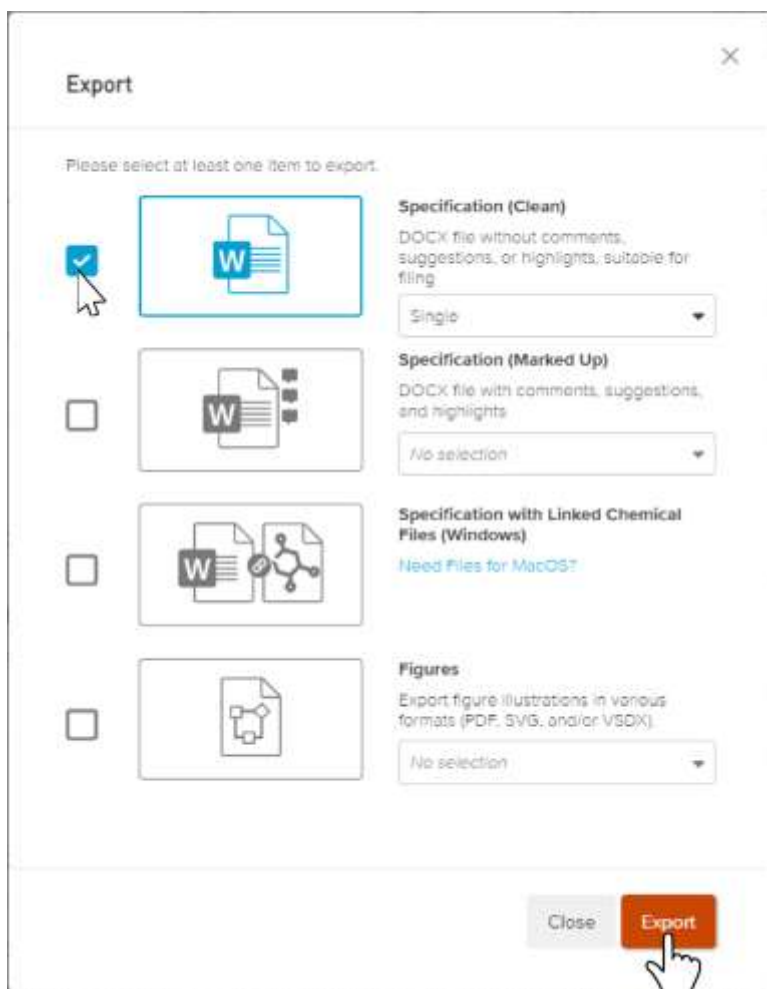 Export
Please select at least one item to export.
W
Specification (Clean)
DOCX file without comments,
suggestions, or highlights, suitable for
filing
Single
W
Specification (Marked Up)
DOCX file with comments, suggestions,
and highlights
No selection
W
Specification with Linked Chemical
Files (Windows)
Need Files for MacOS?
Figures
Export figure illustrations in various
formats (PDF, SVG, and/or VSDX)
No selection
Close
Export